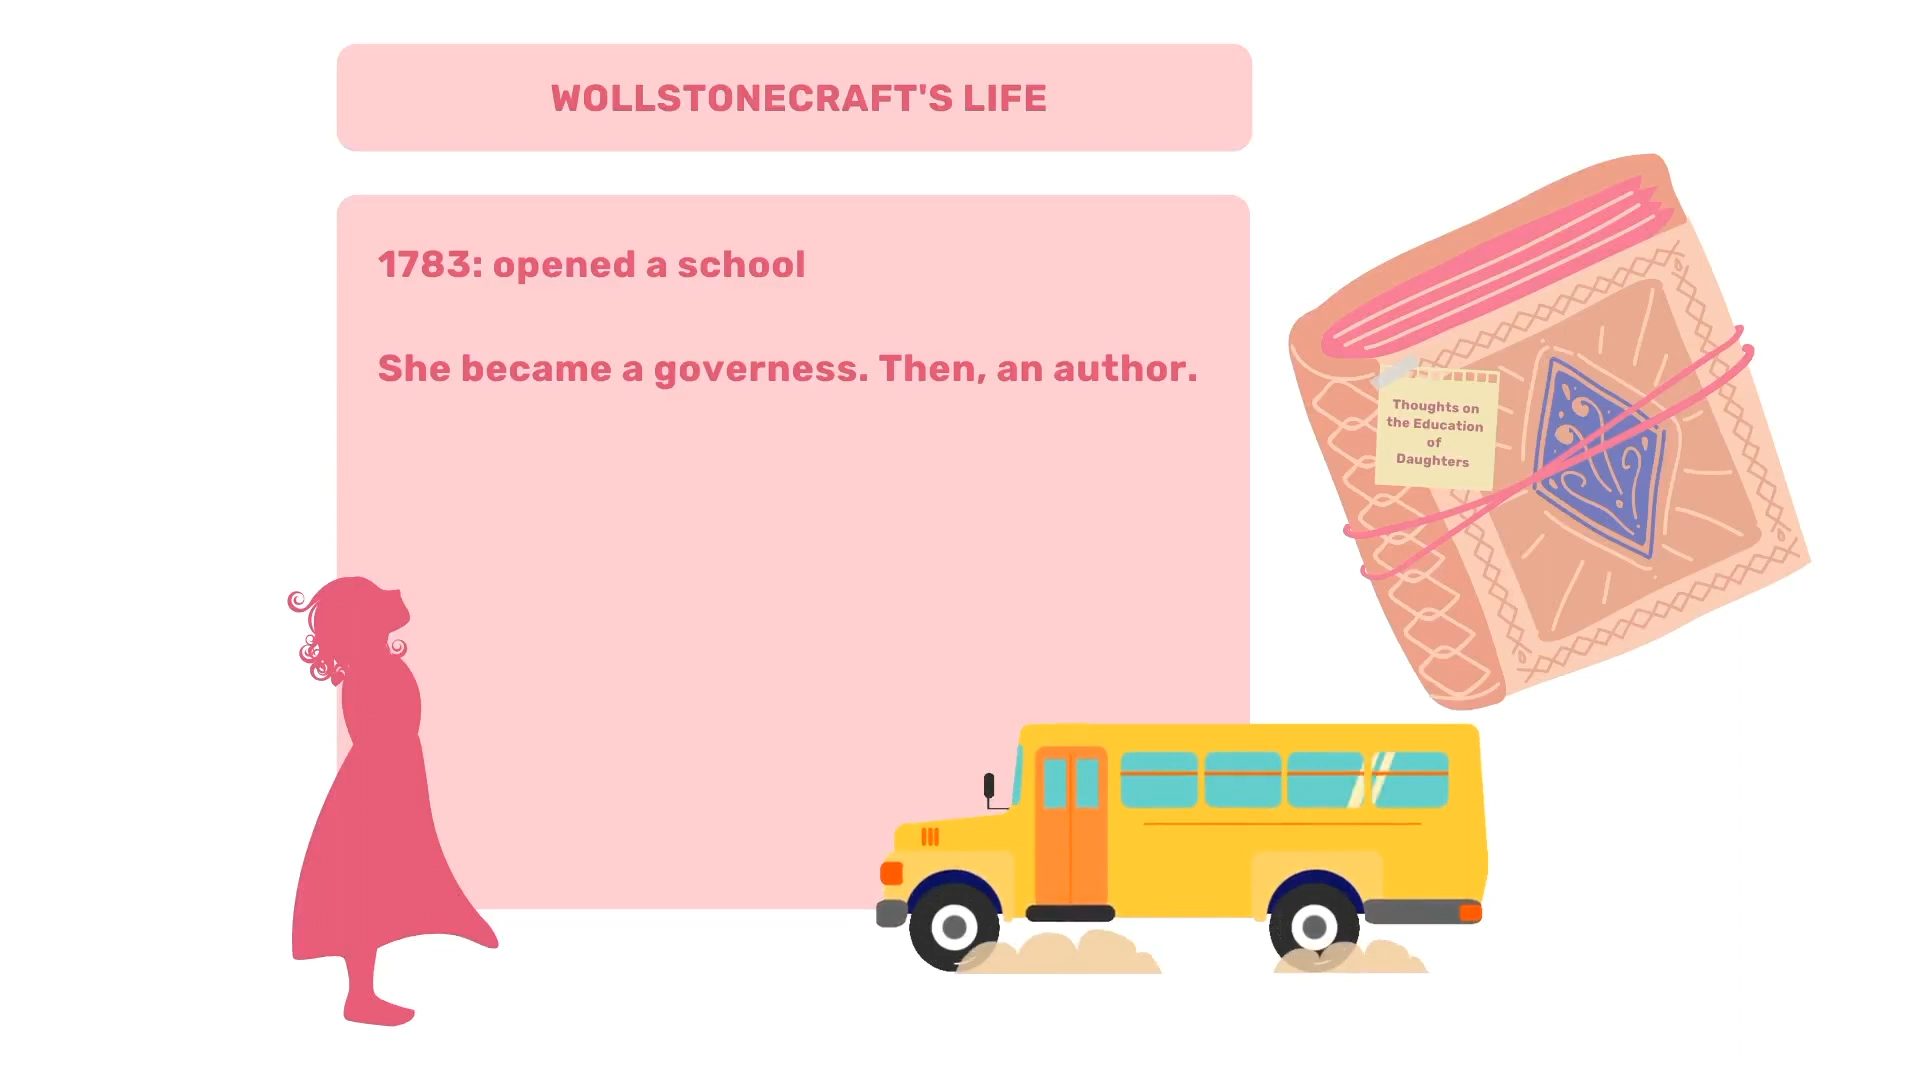 WOLLSTONECRAFT'S LIFE
1783: opened a school
She became a governess. Then, an author.
Thoughts on
the Education
of
Daughters